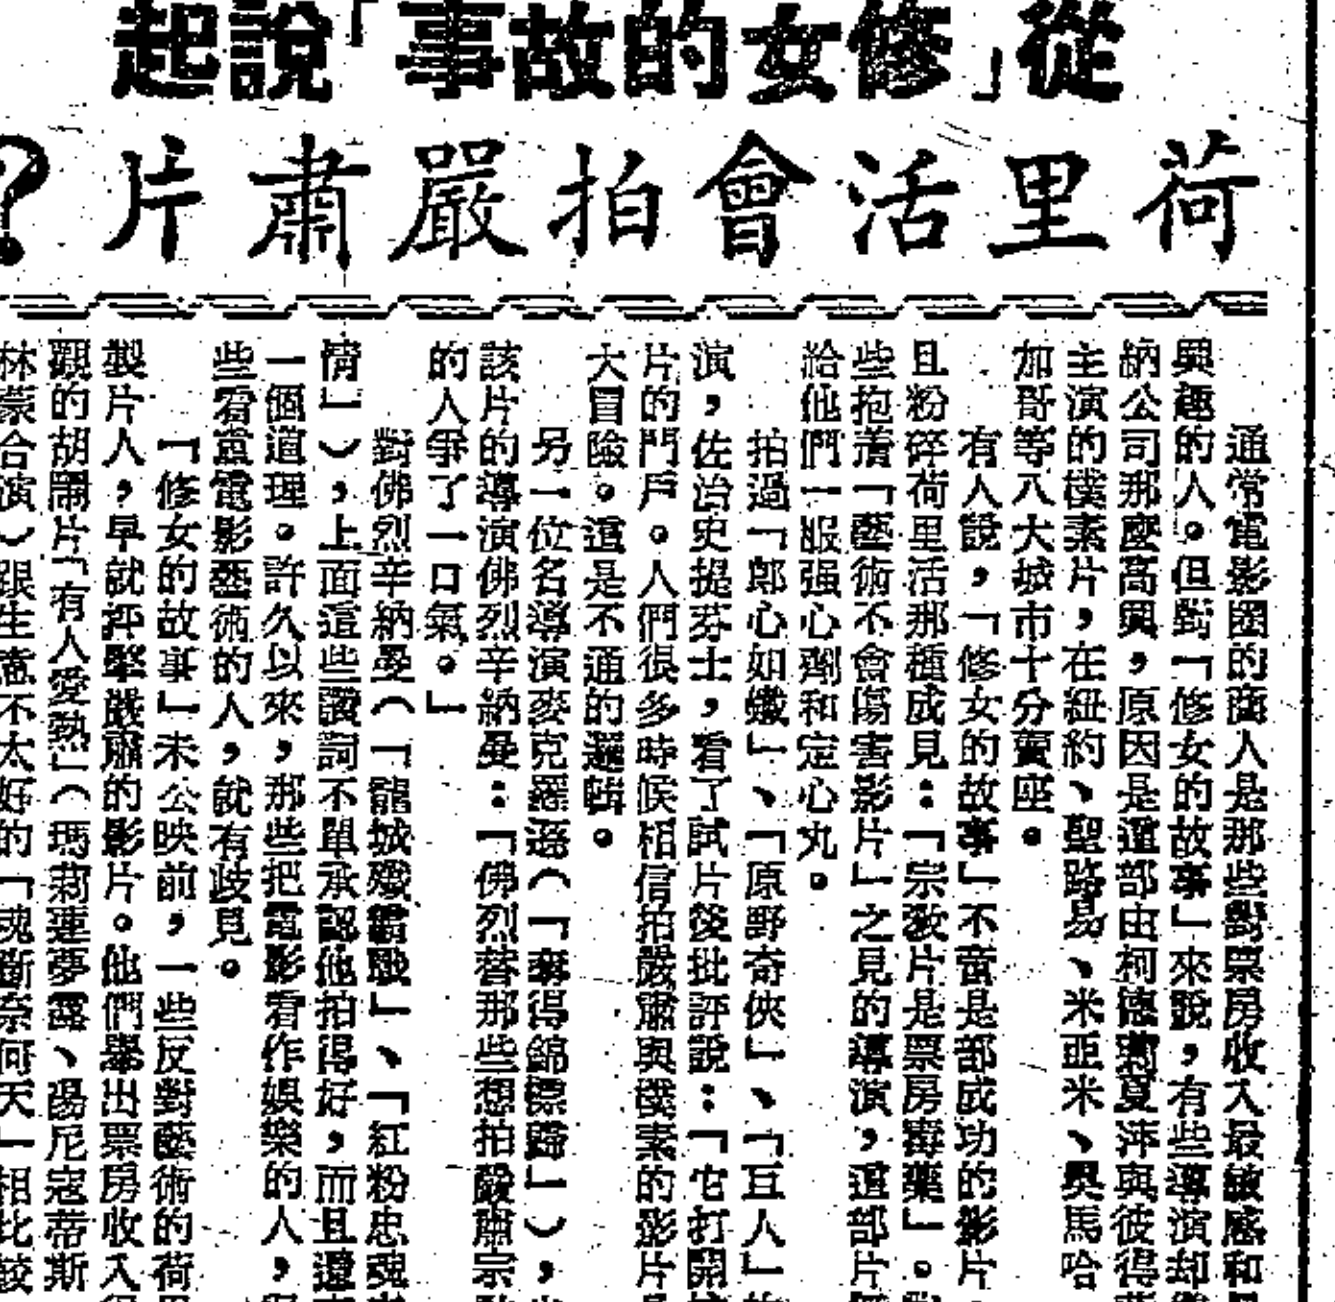 從「修女的故事」說起
荷里活會拍嚴肅片?
通常電影圈的商人是那些對票房收入最敏感和
興趣的人。但對「修女的故事」來說,有些導演却
納公司那麼高興,原因是這部由柯德莉夏萍與彼得
主演的樸素片,在紐約、聖路易、米亞米、奧馬哈
加哥等八大城市十分賣座。
有人說,「修女的故事」不啻是部成功的影片
且粉碎荷里活那種成見:「宗教片是票房毒藥」。
些抱着「藝術不會傷害影片」之見的導演,這部片
給他們一服强心劑和定心丸。
拍過「郎心如鐵」、「原野奇俠」、「巨人」
演,佐治史提芬士,看了試片後批評說:「它打開
片的門戶。人們很多時候相信拍嚴肅與樸素的影片
大冒險。這是不通的邏輯。
另一位名導演麥克羅遜(「奪得錦標歸」),
該片的導演佛烈辛納曼:「佛烈替那些想拍嚴肅宗
的人爭了一口氣。」
對佛烈辛納曼(「龍城殲霸戰」、「紅粉忠魂
情」),上面這些讚詞不單承認他拍得好,而且還
一個道理。許久以來,那些把電影看作娛樂的人,
些看重電影藝術的人,就有歧見。
「修女的故事」未公映前,一些反對藝術的荷
製片人,早就抨擊嚴肅的影片。他們舉出票房收入
觀的胡鬧片「有人愛熱」(瑪莉蓮夢露、湯尼寇蒂斯
林蒙合演)跟生意不太好的「魂斷奈何天」相比較